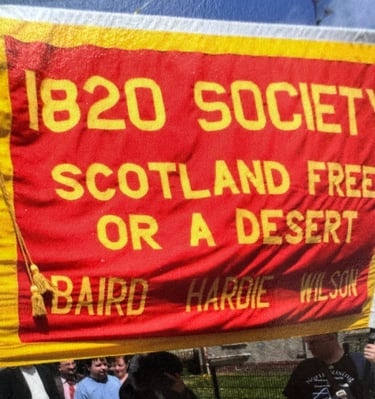 1820 SOCIETY
SCOTLAND FREE
OR A DESERT
BAIRD HARDIE WILSON